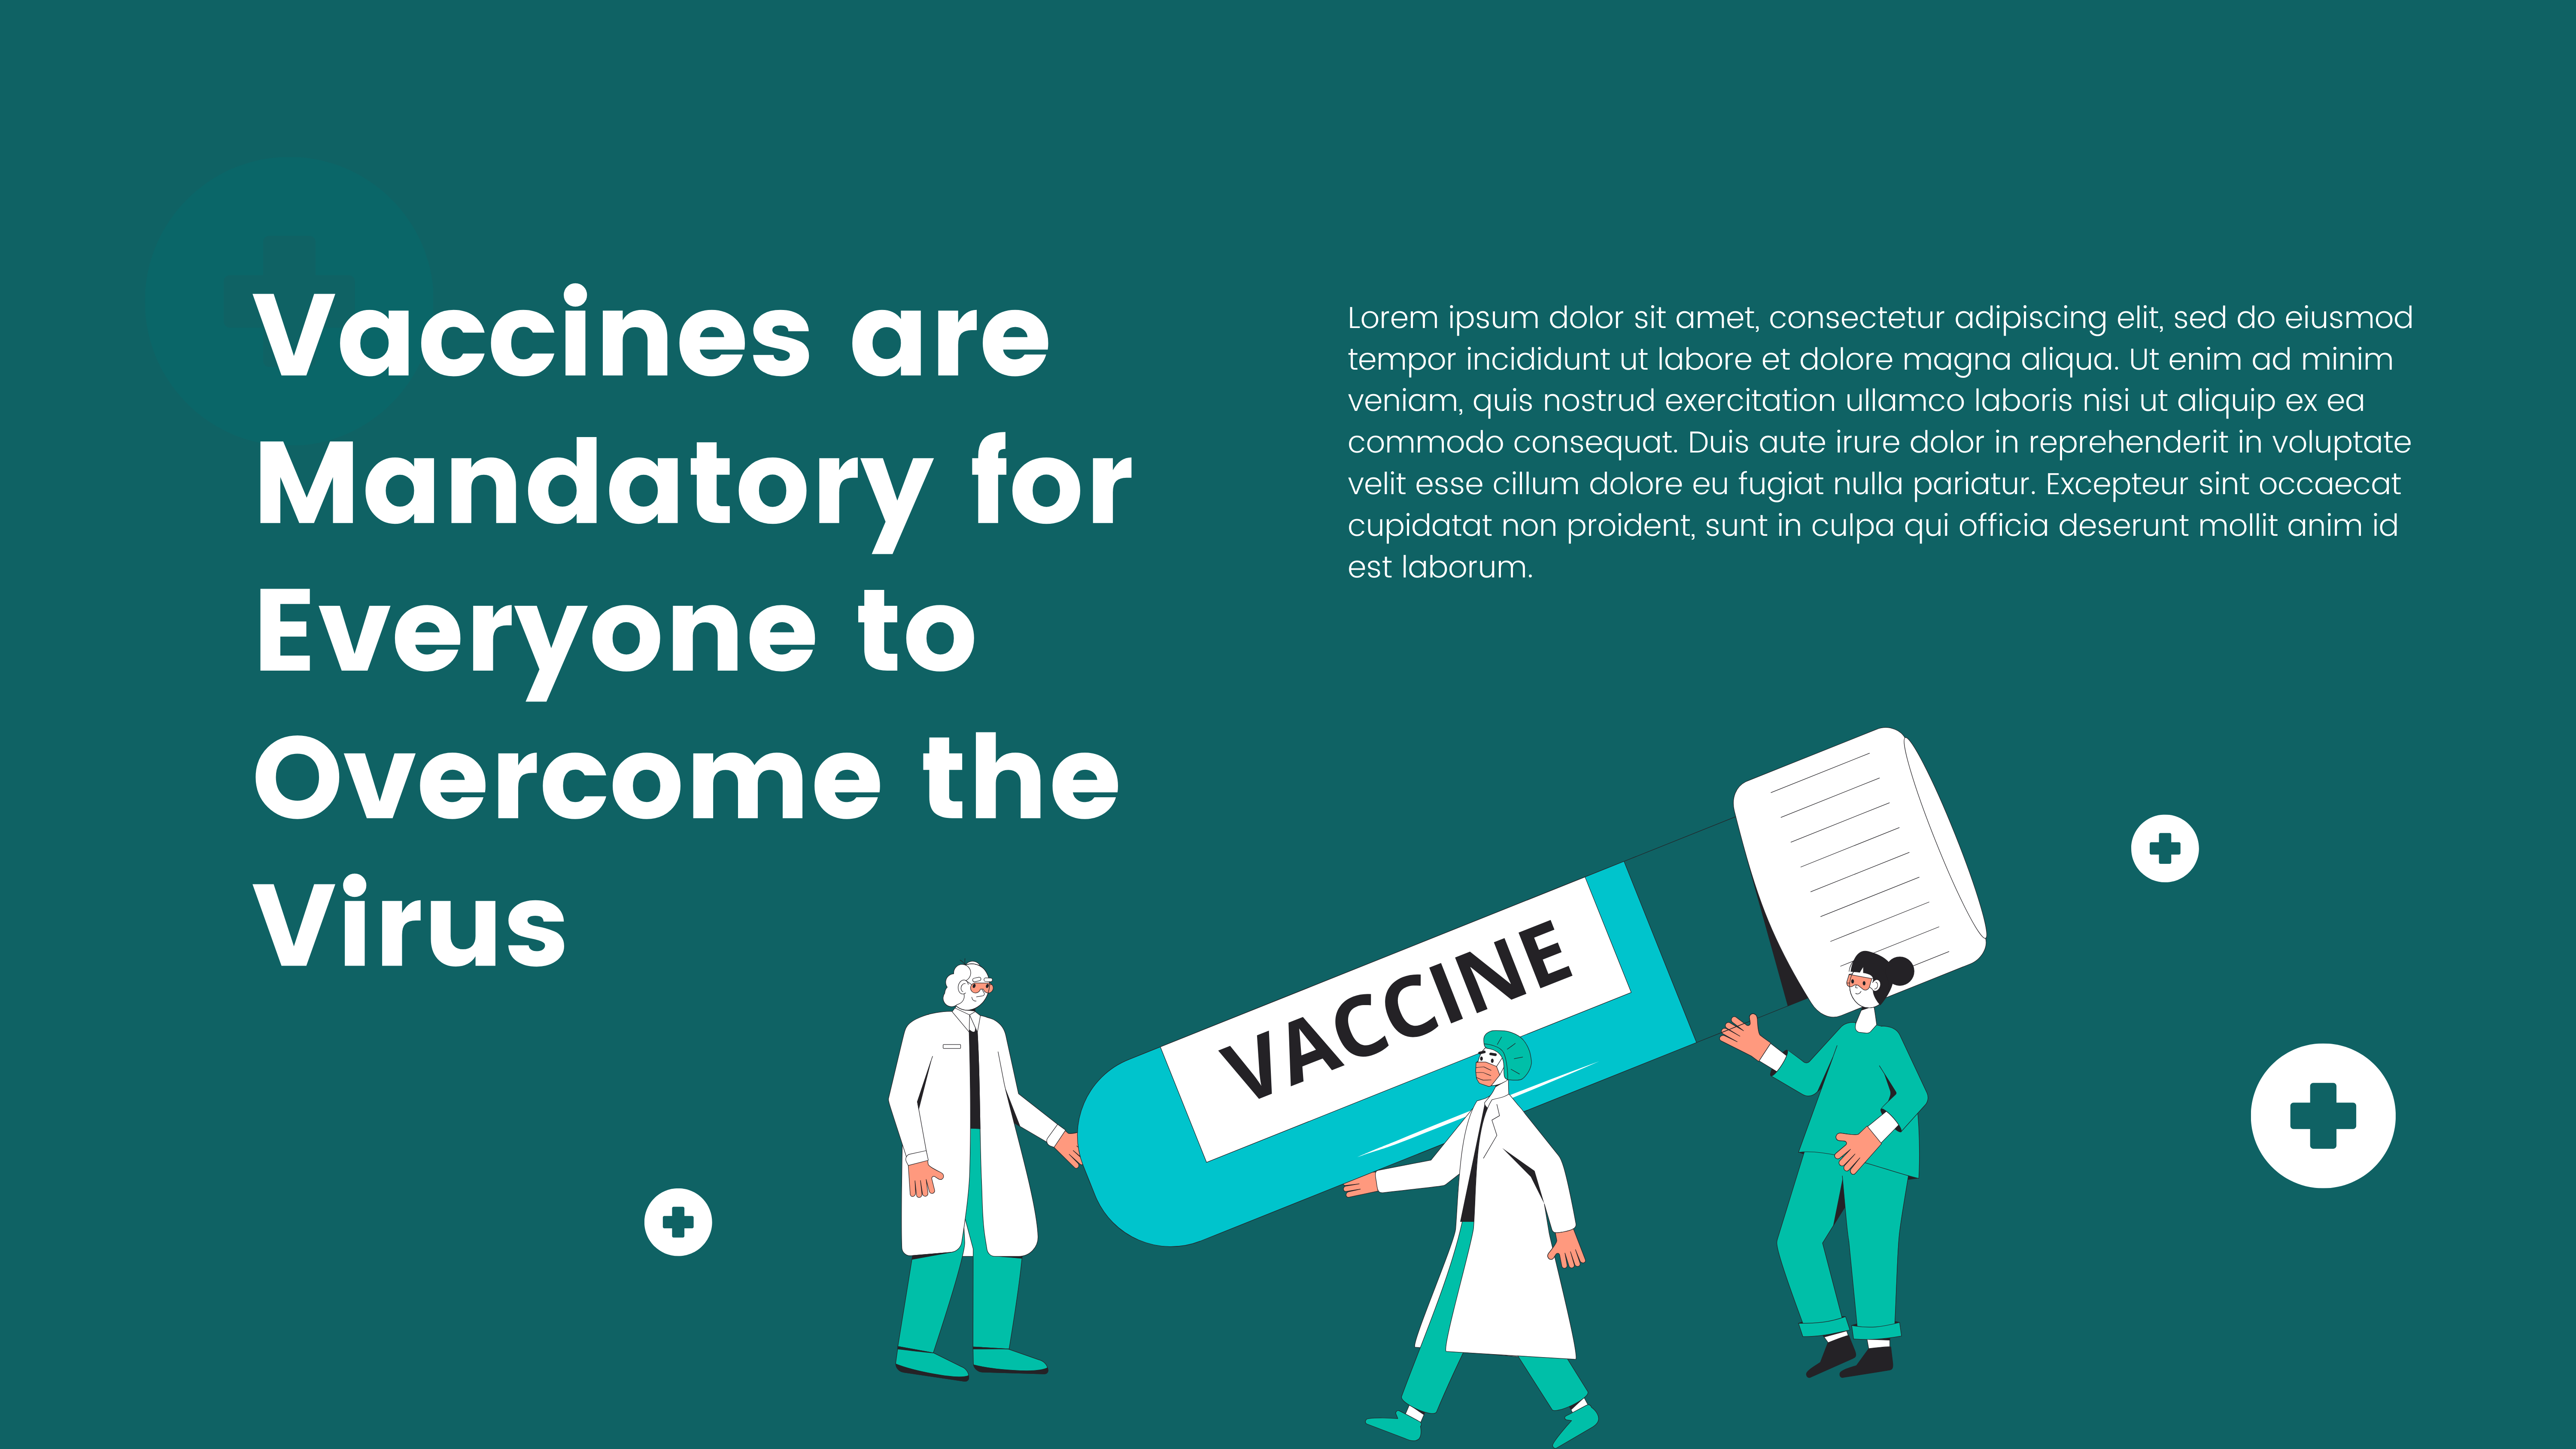 Vaccines are
Mandatory for
Everyone to
Overcome the
Virus
Lorem ipsum dolor sit amet, consectetur adipiscing elit, sed do eiusmod
tempor incididunt ut labore et dolore magna aliqua. Ut enim ad minim
veniam, quis nostrud exercitation ullamco laboris nisi ut aliquip ex ea
commodo consequat. Duis aute irure dolor in reprehenderit in voluptate
velit esse cillum dolore eu fugiat nulla pariatur. Excepteur sint occaecat
cupidatat non proident, sunt in culpa qui officia deserunt mollit anim id
est laborum.
VACCINE